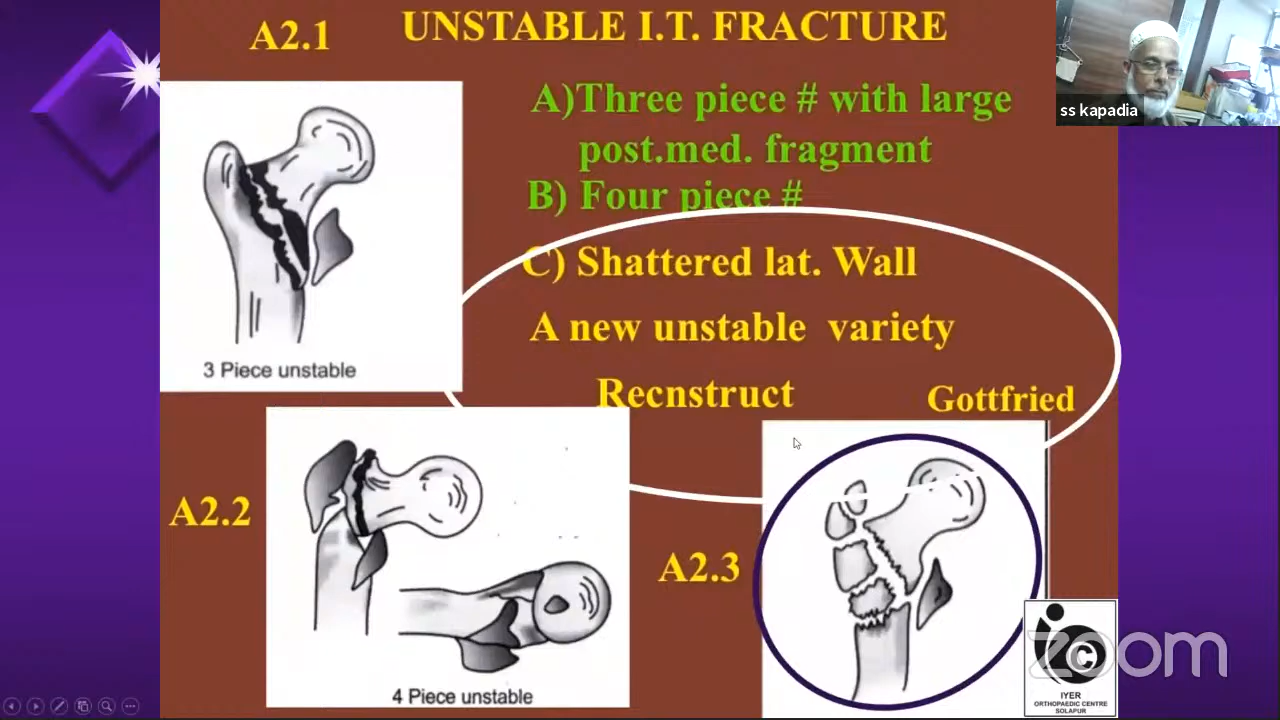 A2.1
UNSTABLE I.T. FRACTURE
ss kapadia
A)Three piece # with large
post.med. fragment
B) Four piece #
C) Shattered lat. Wall
A new unstable variety
Recnstruct
Gottfried
3 Piece unstable
A2.2
4 Piece unstable
A2.3
zoom
C
IYER
ORTHOPAEDIC CENTRE
SOLAPUR